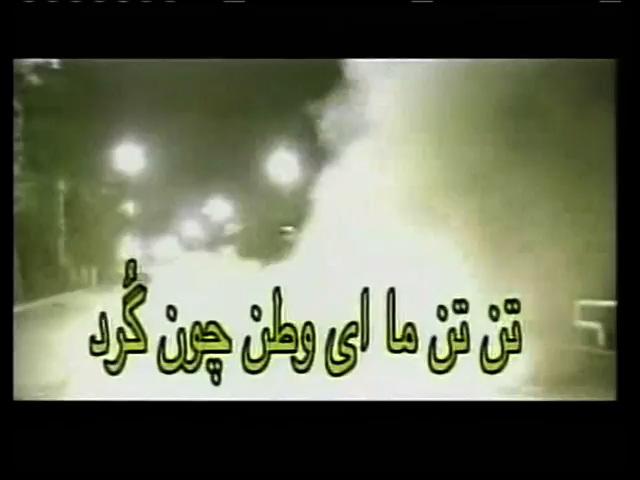 تن تن ما ای وطن چون گُرد